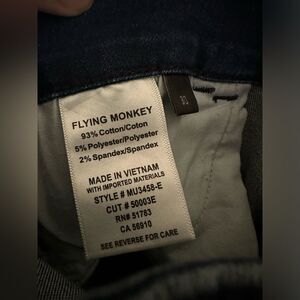 FLYING MONKEY
93% Cotton/Coton
5% Polyester/Polyester
2% Spandex/Spandex
MADE IN VIETNAM
WITH IMPORTED MATERIALS
STYLE # MU3458-E
CUT # 50003E
RN# 51783
CA 56910
SEE REVERSE FOR CARE